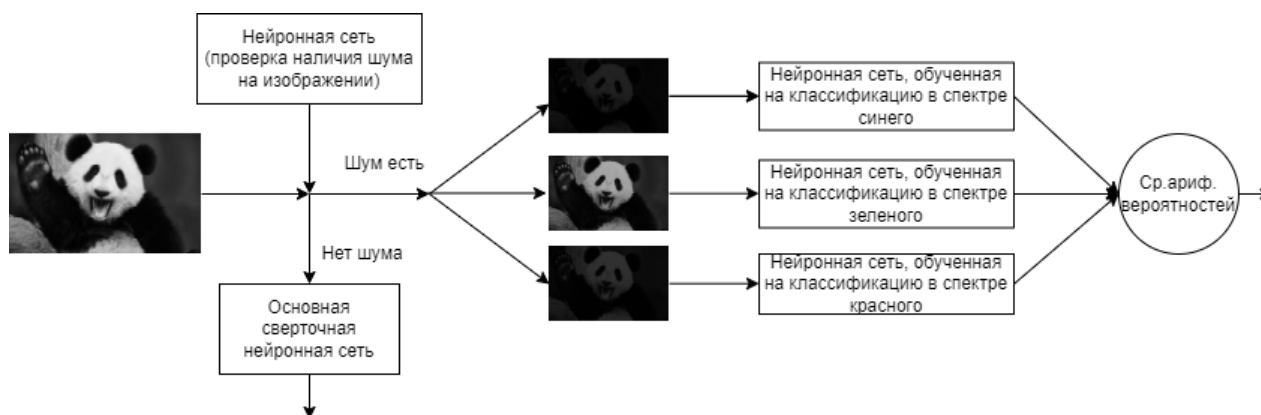 Нейронная сеть
(проверка наличия шума
на изображении)
Шум есть
Нет шума
Основная
сверточная
нейронная сеть
Нейронная сеть, обученная
на классификацию в спектре
синего
Нейронная сеть, обученная
на классификацию в спектре
зеленого
Нейронная сеть, обученная
на классификацию в спектре
красного
Ср.ариф.
вероятностей